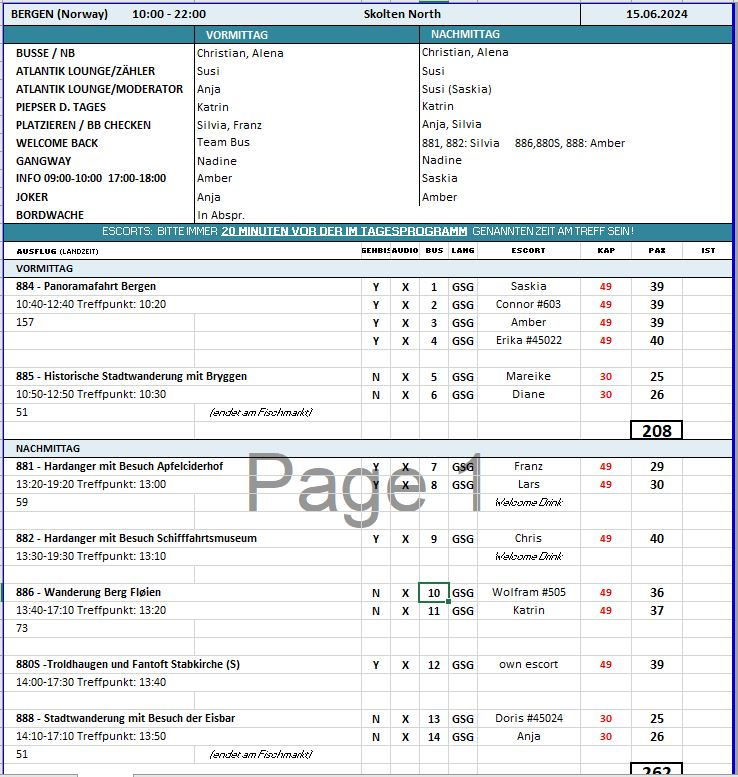 BERGEN (Norway) 10:00 - 22:00 Skolten North 15.06.2024
VORMITTAG NACHMITTAG
BUSSE / NB Christian, Alena Christian, Alena
ATLANTIK LOUNGE/ZÄHLER Susi Susi
ATLANTIK LOUNGE/MODERATOR Anja Susi (Saskia)
PIEPSER D. TAGES Katrin Katrin
PLATZIEREN / BB CHECKEN Silvia, Franz Anja, Silvia
WELCOME BACK Team Bus 881, 882: Silvia 886,880S, 888: Amber
GANGWAY Nadine Nadine
INFO 09:00-10:00 17:00-18:00 Amber Saskia
JOKER Anja Amber
BORDWACHE In Abspr.
ESCORTS: BITTE IMMER 20 MINUTEN VOR DER IM TAGESPROGRAMM GENANNTEN ZEIT AM TREFF SEIN!
AUSFLUG (LANDZEIT) AUDIO BUS LANG ESCORT KAP PAX IST
VORMITTAG
884 - Panoramafahrt Bergen Y X 1 GSG Saskia 49 39
10:40-12:40 Treffpunkt: 10:20 Y X 2 GSG Connor #603 49 39
157 Y X 3 GSG Amber 49 39
Y X 4 GSG Erika #45022 49 40
885 - Historische Stadtwanderung mit Bryggen N X 5 GSG Mareike 30 25
10:50-12:50 Treffpunkt: 10:30 N X 6 GSG Diane 30 26
51 (endet am Fischmarkt)
208
NACHMITTAG
881 - Hardanger mit Besuch Apfelciderhof Y X 7 GSG Franz 49 29
13:20-19:20 Treffpunkt: 13:00 Y X 8 GSG Lars 49 30
59 Welcome Drink
Page 1
882 - Hardanger mit Besuch Schifffahrtsmuseum Y X 9 GSG Chris 49 40
13:30-19:30 Treffpunkt: 13:10 Welcome Drink
886 - Wanderung Berg Fløien N X 10 GSG Wolfram #505 49 36
13:40-17:10 Treffpunkt: 13:20 N X 11 GSG Katrin 49 37
73
880S -Troldhaugen und Fantoft Stabkirche (S) Y X 12 GSG own escort 49 39
14:00-17:30 Treffpunkt: 13:40
888 - Stadtwanderung mit Besuch der Eisbar N X 13 GSG Doris #45024 30 25
14:10-17:10 Treffpunkt: 13:50 N X 14 GSG Anja 30 26
51 (endet am Fischmarkt)
262